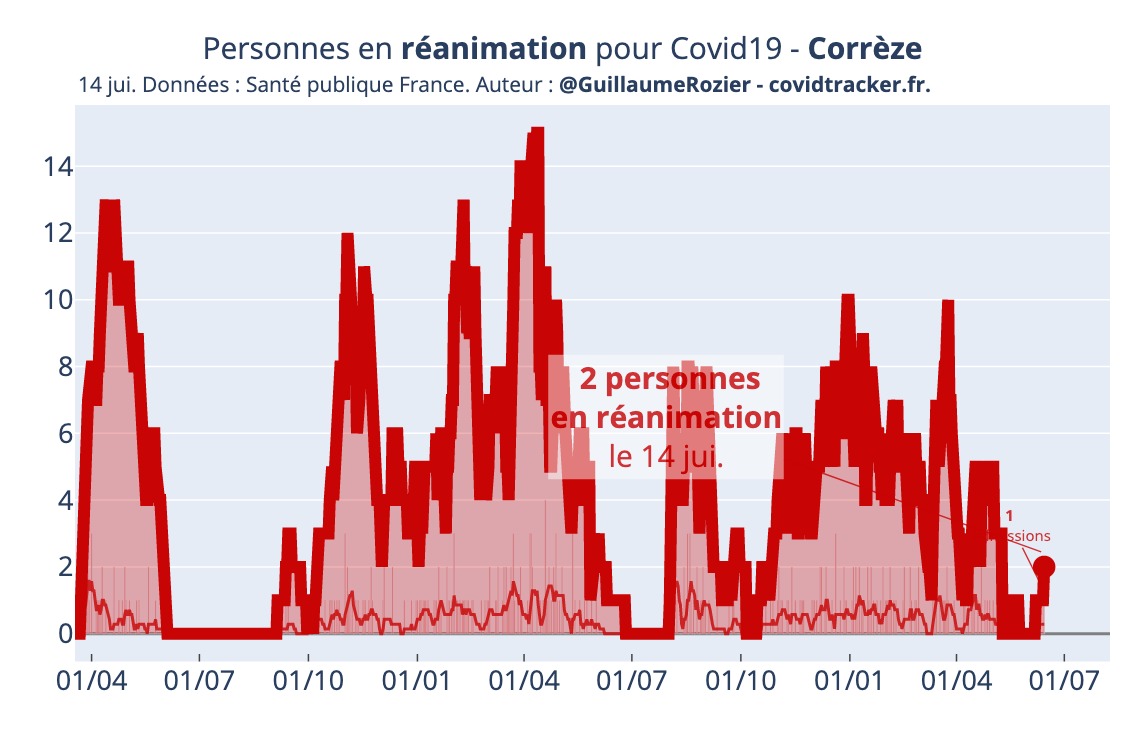 Personnes en réanimation pour Covid19 - Corrèze
14 jui. Données : Santé publique France. Auteur : @GuillaumeRozier - covidtracker.fr.
14
12
10
8
6
4
2
0
2 personnes
en réanimation
le 14 jui.
1
01/04 01/07 01/10 01/01 01/04 01/07 01/10 01/01 01/04 01/07